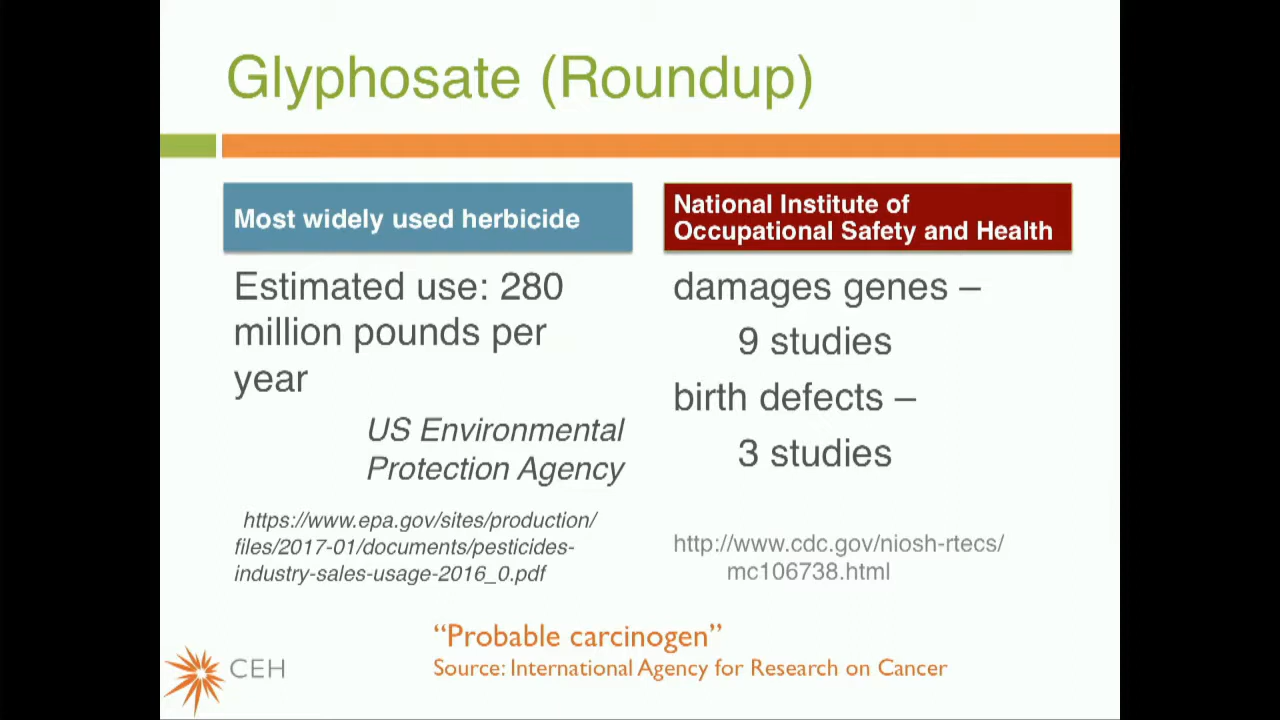 Glyphosate (Roundup)
Most widely used herbicide
Estimated use: 280
million pounds per
year
US Environmental
Protection Agency
https://www.epa.gov/sites/production/
files/2017-01/documents/pesticides-
industry-sales-usage-2016_0.pdf
National Institute of
Occupational Safety and Health
damages genes –
9 studies
birth defects –
3 studies
http://www.cdc.gov/niosh-rtecs/
mc106738.html
“Probable carcinogen”
Source: International Agency for Research on Cancer
CEH